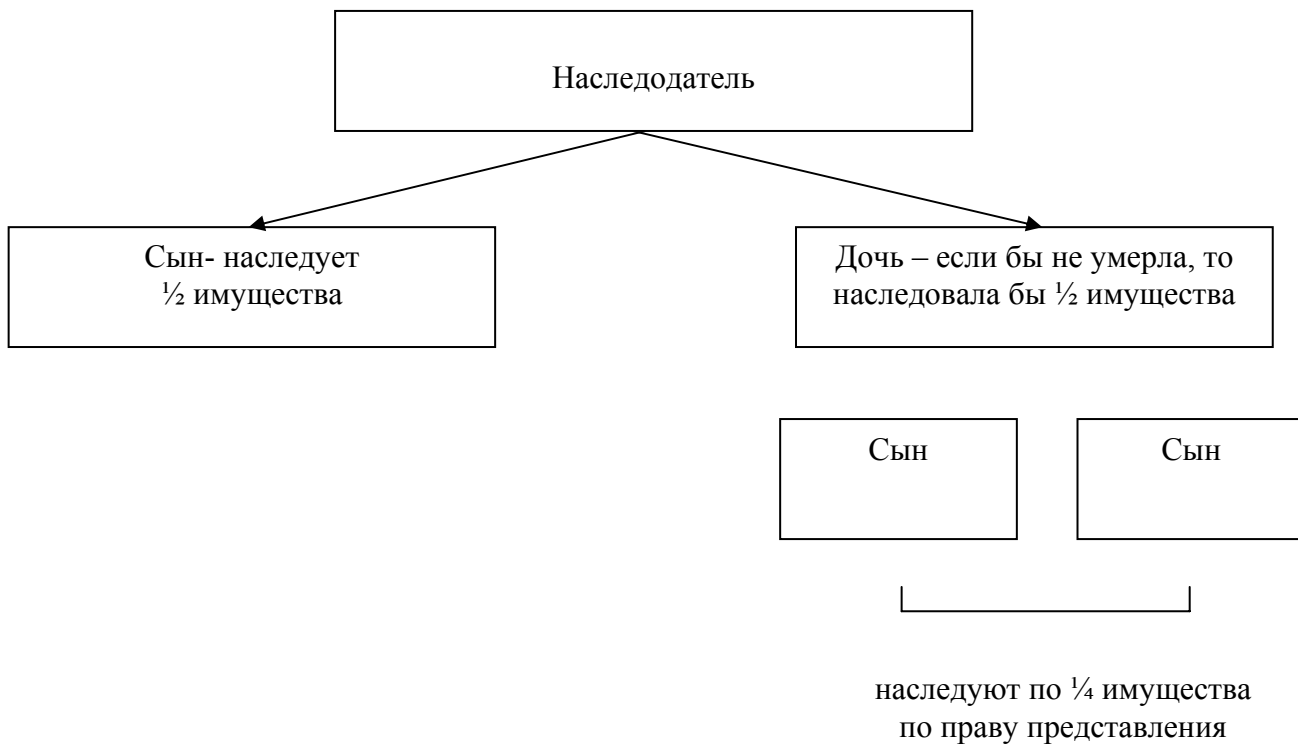 Наследодатель
Сын- наследует
½ имущества
Дочь – если бы не умерла, то
наследовала бы ½ имущества
Сын
Сын
наследуют по ¼ имущества
по праву представления